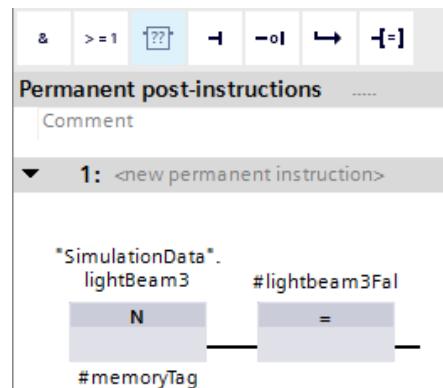 & >=1 ?? =
Permanent post-instructions .....
Comment
1: <new permanent instruction>
"SimulationData".
lightBeam3 #lightbeam3Fal
N =
#memoryTag